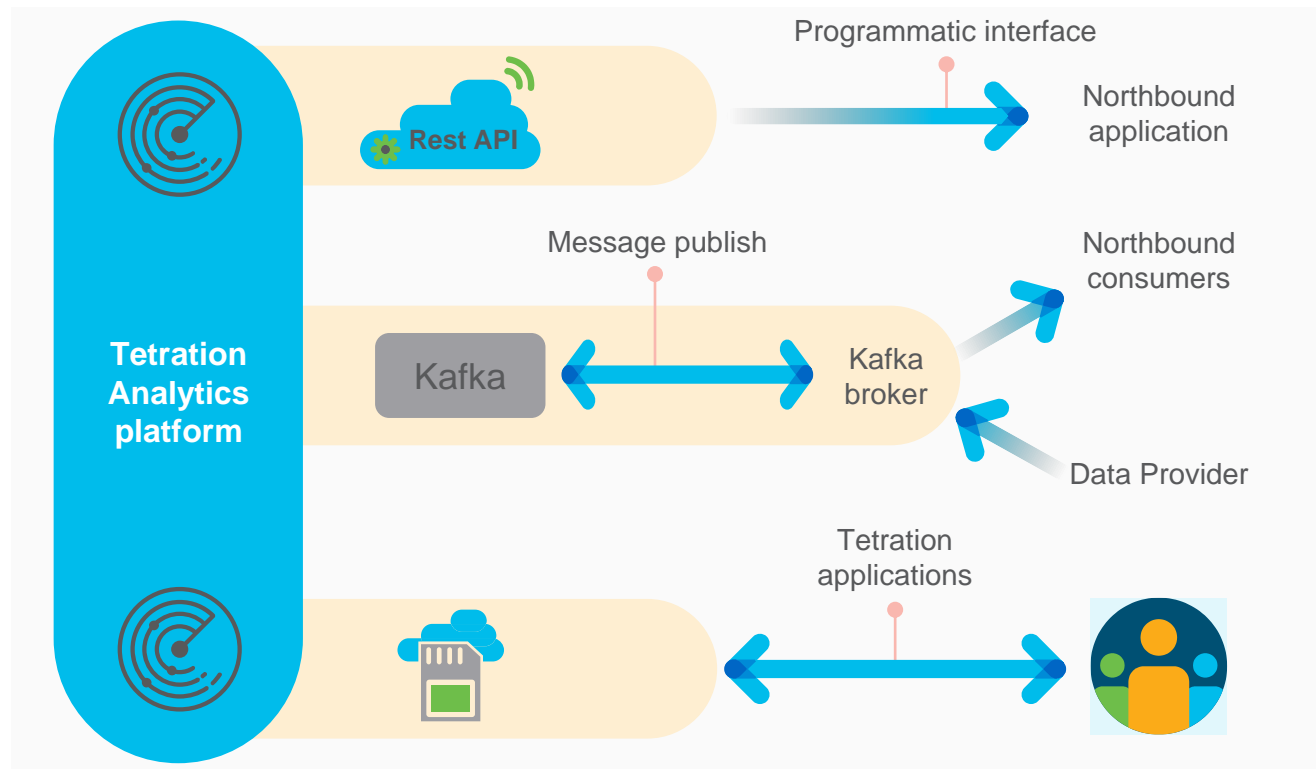 Programmatic interface
Northbound
application
Rest API
Message publish
Northbound
consumers
Tetration
Analytics
platform
Kafka
Kafka
broker
Data Provider
Tetration
applications